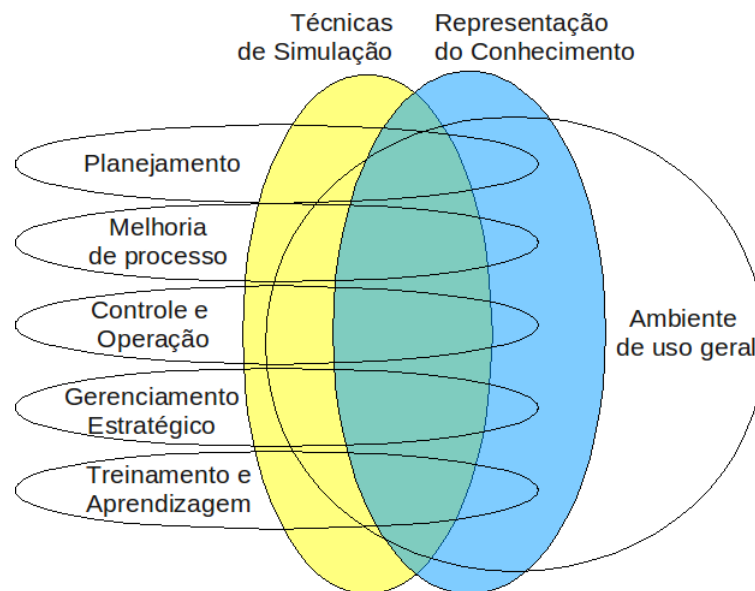 Técnicas
de Simulação
Representação
do Conhecimento
Planejamento
Melhoria
de processo
Controle e
Operação
Gerenciamento
Estratégico
Treinamento e
Aprendizagem
Ambiente
de uso geral